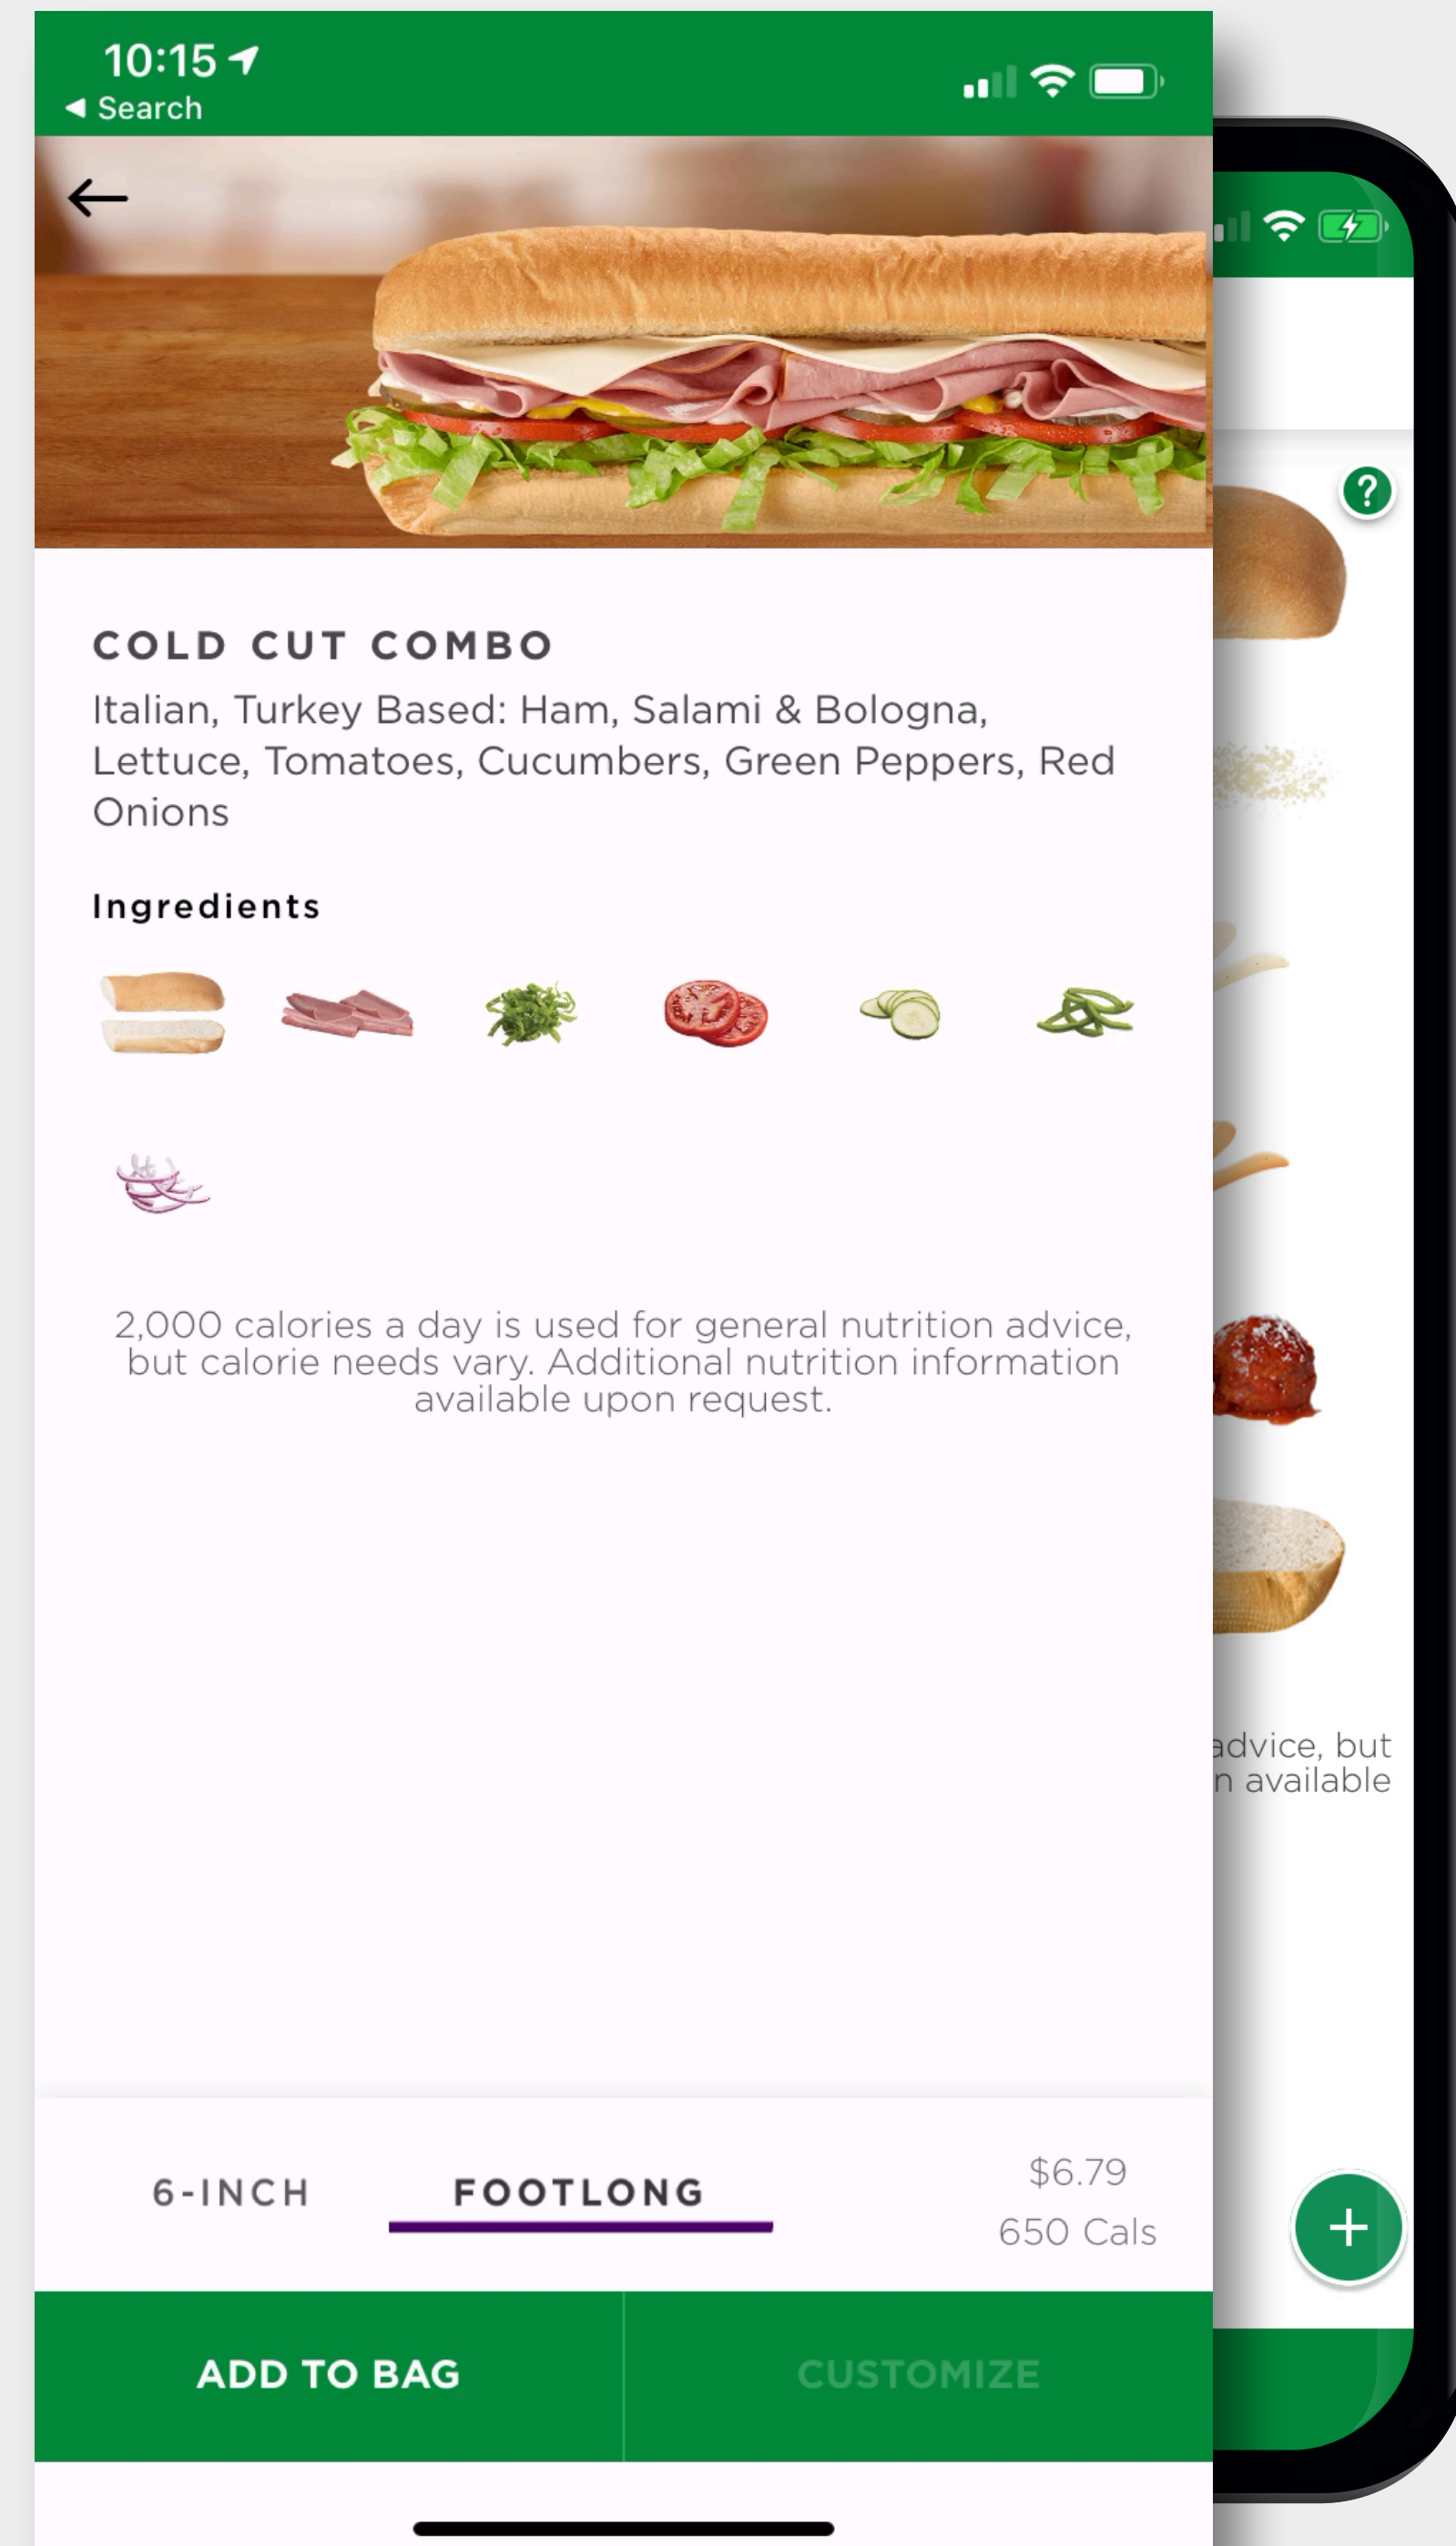 10:15
◀ Search
COLD CUT COMBO
Italian, Turkey Based: Ham, Salami & Bologna,
Lettuce, Tomatoes, Cucumbers, Green Peppers, Red
Onions
Ingredients
2,000 calories a day is used for general nutrition advice,
but calorie needs vary. Additional nutrition information
available upon request.
6-INCH
FOOTLONG
$6.79
650 Cals
ADD TO BAG
CUSTOMIZE
?
advice, but
n available
+